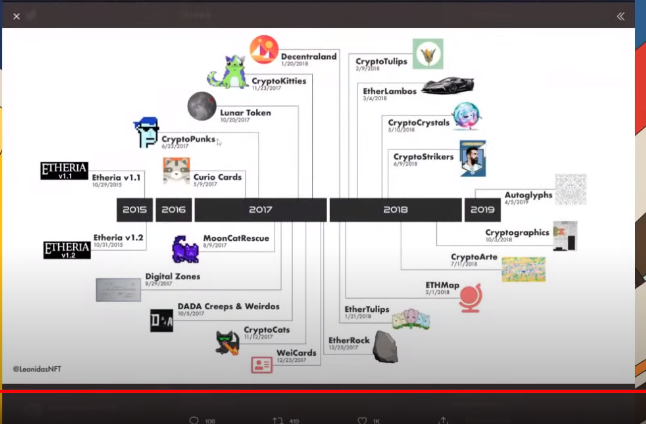 Decentraland
1/20/2018
CryptoKitties
11/23/2017
Lunar Token
10/20/2017
CryptoPunks
6/23/2017
Curio Cards
5/9/2017
ETHERIA
v1.1
Etheria v1.1
10/29/2015
CryptoTulips
2/9/2018
EtherLambos
3/4/2018
CryptoCrystals
5/10/2018
CryptoStrikers
6/9/2018
Autoglyphs
4/5/2019
2015
2016
2017
2018
2019
ETHERIA
v1.2
Etheria v1.2
10/31/2015
MoonCatRescue
8/9/2017
Digital Zones
8/29/2017
DADA Creeps & Weirdos
10/5/2017
CryptoCats
11/12/2017
WeiCards
12/23/2017
Cryptographics
10/3/2018
CryptoArte
ETHMap
2/1/2018
EtherTulips
1/21/2018
EtherRock
12/25/2017
@LeonidasNFT
108
1K